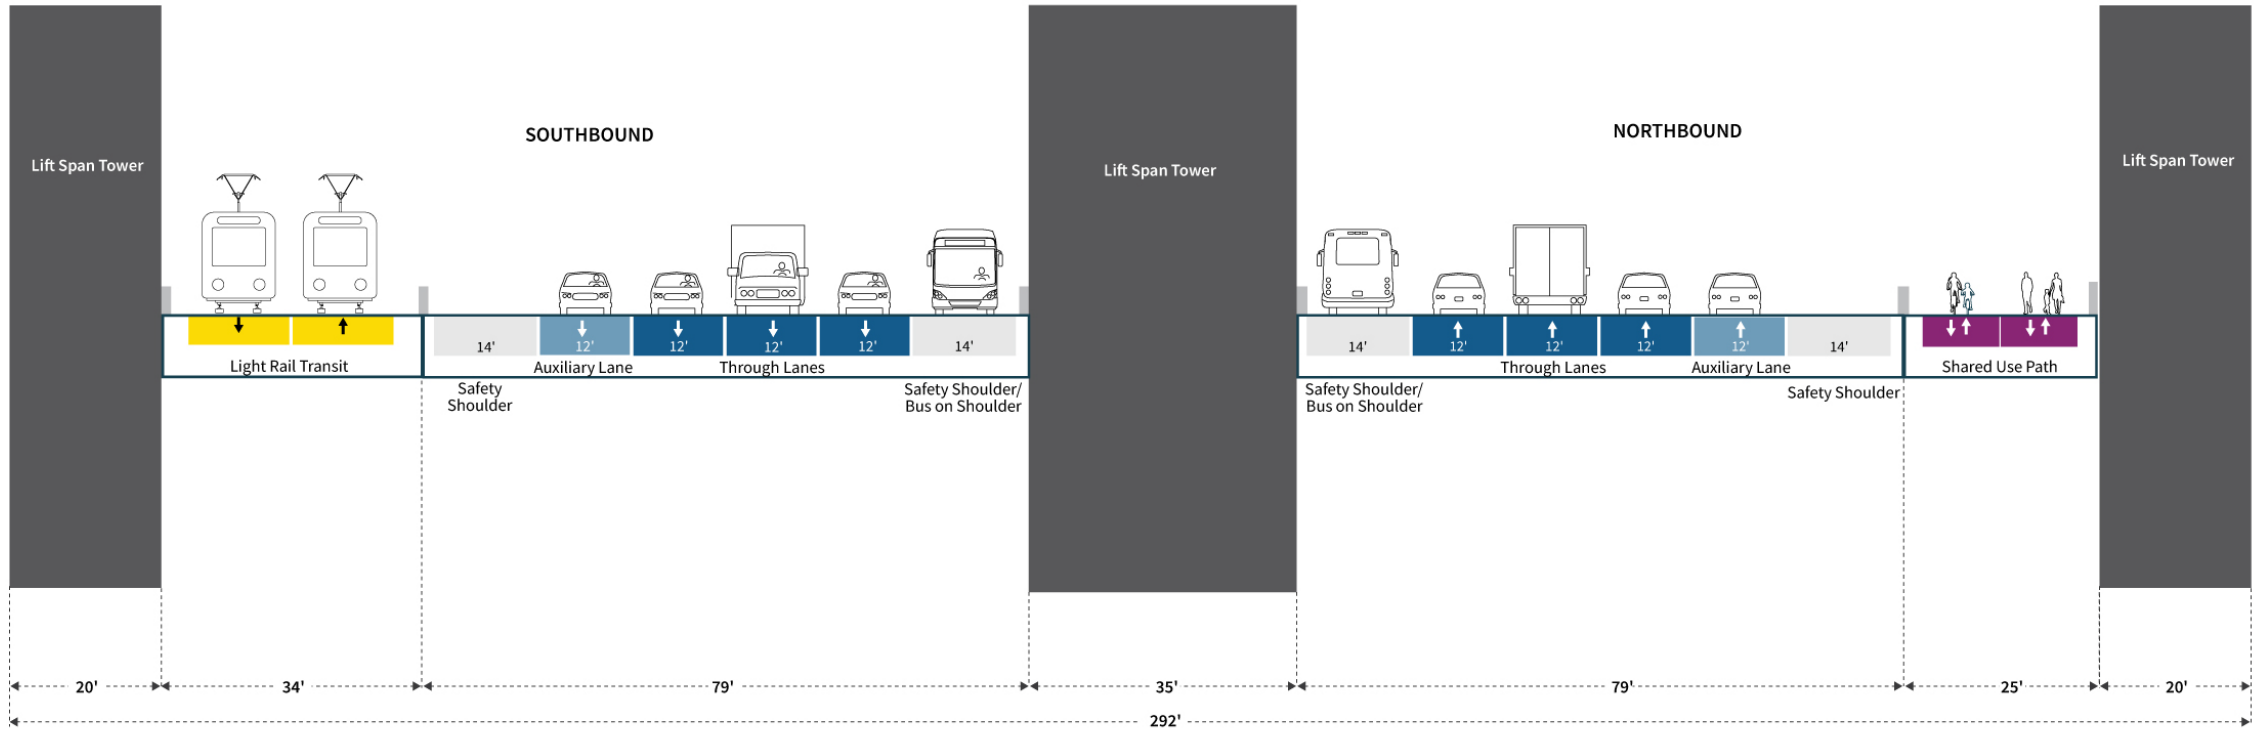 SOUTHBOUND
NORTHBOUND
Lift Span Tower
Lift Span Tower
Lift Span Tower
14'
12'
12'
12'
12'
14'
14'
12'
12'
12'
12'
14'
Light Rail Transit
Auxiliary Lane
Through Lanes
Through Lanes
Auxiliary Lane
Shared Use Path
Safety
Shoulder
Safety Shoulder/
Bus on Shoulder
Safety Shoulder/
Bus on Shoulder
Safety Shoulder
20'
34'
79'
35'
79'
25'
20'
292'